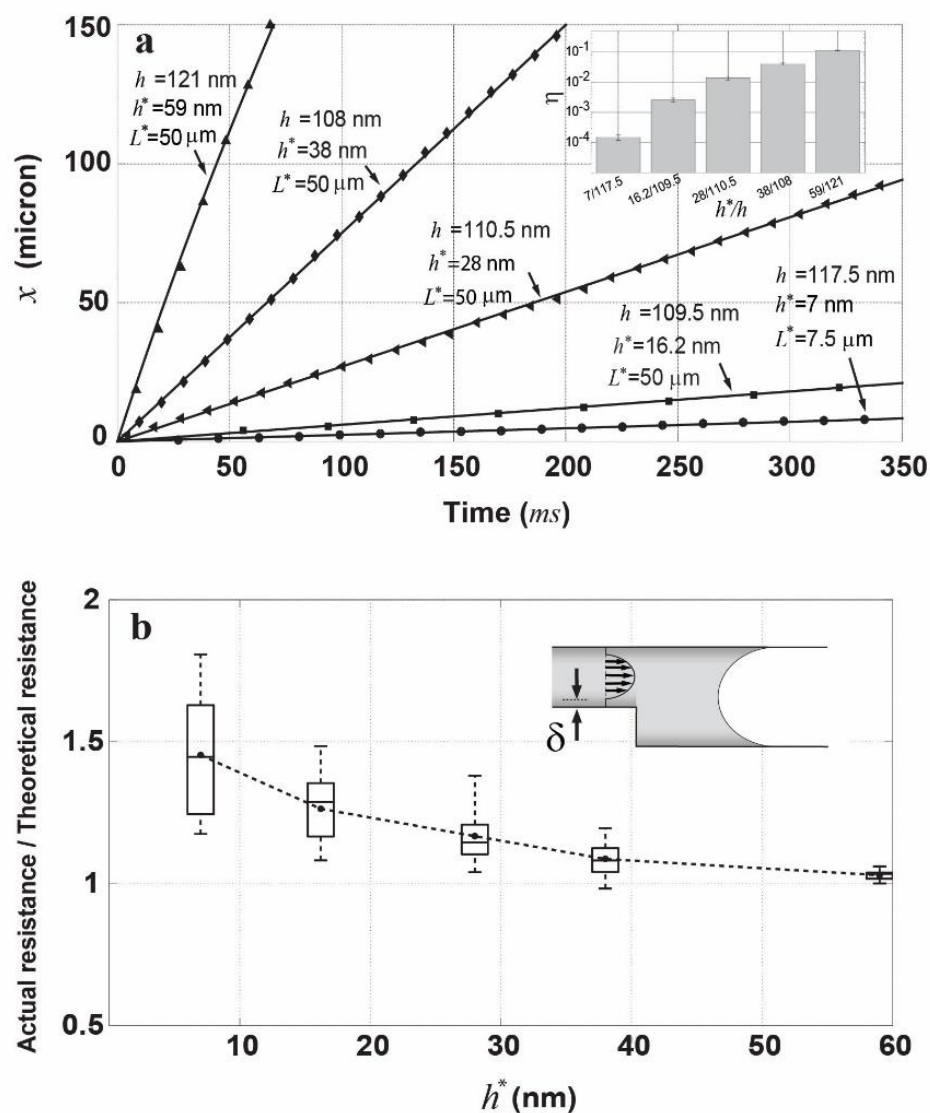 a
150
100
50
0
x (micron)
0 50 100 150 200 250 300 350
Time (ms)
h =121 nm
h*=59 nm
L*=50 μm
h =108 nm
h*=38 nm
L*=50 μm
h =110.5 nm
h*=28 nm
L*=50 μm
h =109.5 nm
h*=16.2 nm
L*=50 μm
h =117.5 nm
h*=7 nm
L*=7.5 μm
η
10⁻¹
10⁻²
10⁻³
10⁻⁴
7/117.5 16.2/109.5 28/110.5 38/108 59/121
h*/h
b
2
1.5
1
0.5
Actual resistance / Theoretical resistance
δ
10 20 30 40 50 60
h* (nm)